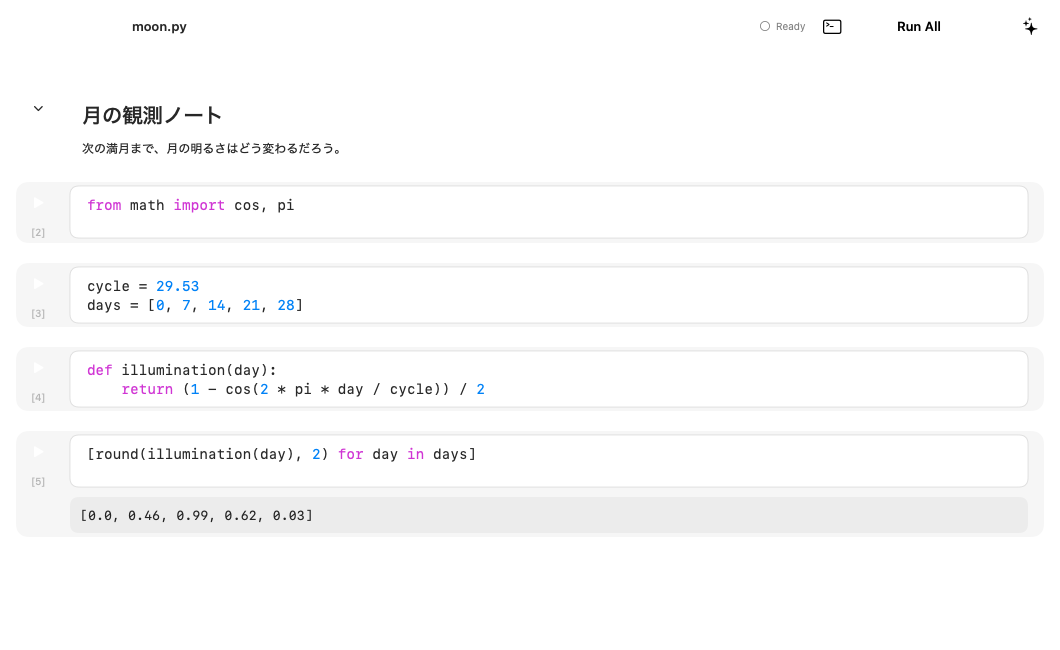 moon.py
Ready
Run All
月の観測ノート
次の満月まで、月の明るさはどう変わるだろう。
from math import cos, pi
[2]
cycle = 29.53
days = [0, 7, 14, 21, 28]
[3]
def illumination(day):
    return (1 - cos(2 * pi * day / cycle)) / 2
[4]
[round(illumination(day), 2) for day in days]
[5]
[0.0, 0.46, 0.99, 0.62, 0.03]